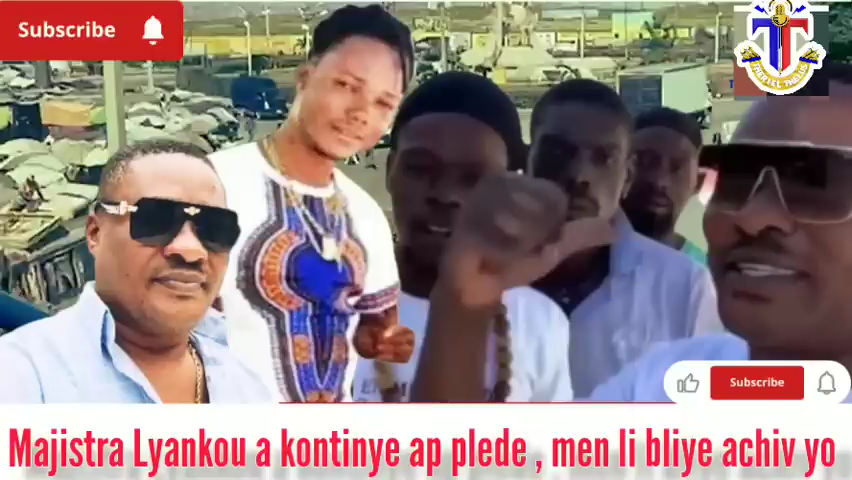 Subscribe
Subscribe
Majistra Lyankou a kontinye ap plede , men li bliye achiv yo